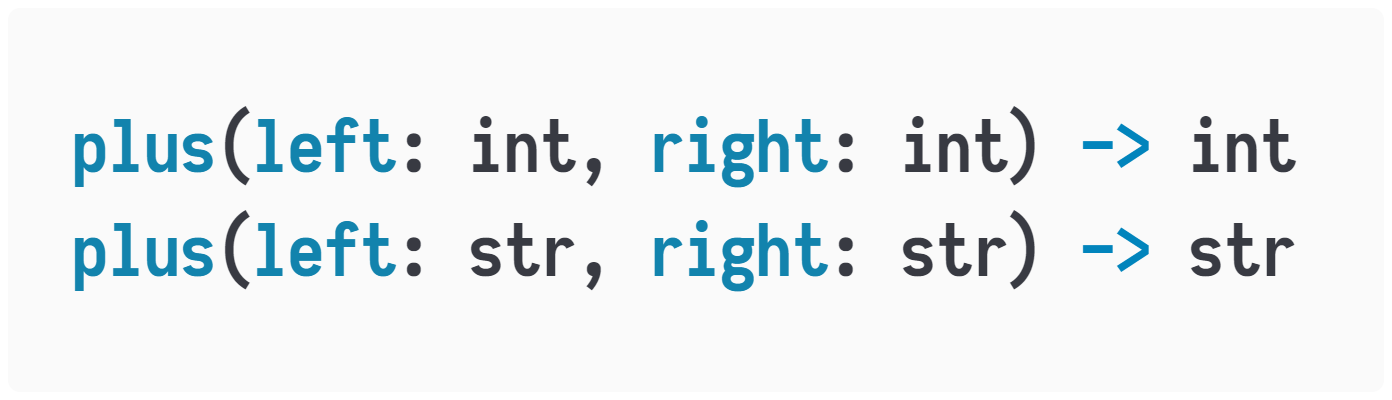 plus(left: int, right: int) -> int
plus(left: str, right: str) -> str